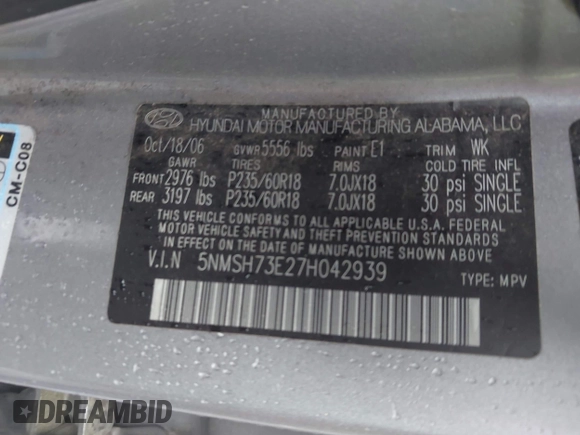 MANUFACTURED BY
HYUNDAI MOTOR MANUFACTURING ALABAMA, LLC
Oct/18/06 GVWR 5556 lbs PAINT E1 TRIM WK
GAWR TIRES RIMS COLD TIRE INFL
FRONT 2976 lbs P235/60R18 7.0JX18 30 psi SINGLE
REAR 3197 lbs P235/60R18 7.0JX18 30 psi SINGLE
THIS VEHICLE CONFORMS TO ALL APPLICABLE U.S.A. FEDERAL
MOTOR VEHICLE SAFETY AND THEFT PREVENTION STANDARDS IN
EFFECT ON THE DATE OF MANUFACTURE SHOWN ABOVE
V.I.N 5NMSH73E27H042939
TYPE: MPV
CM-C08
DREAMBID